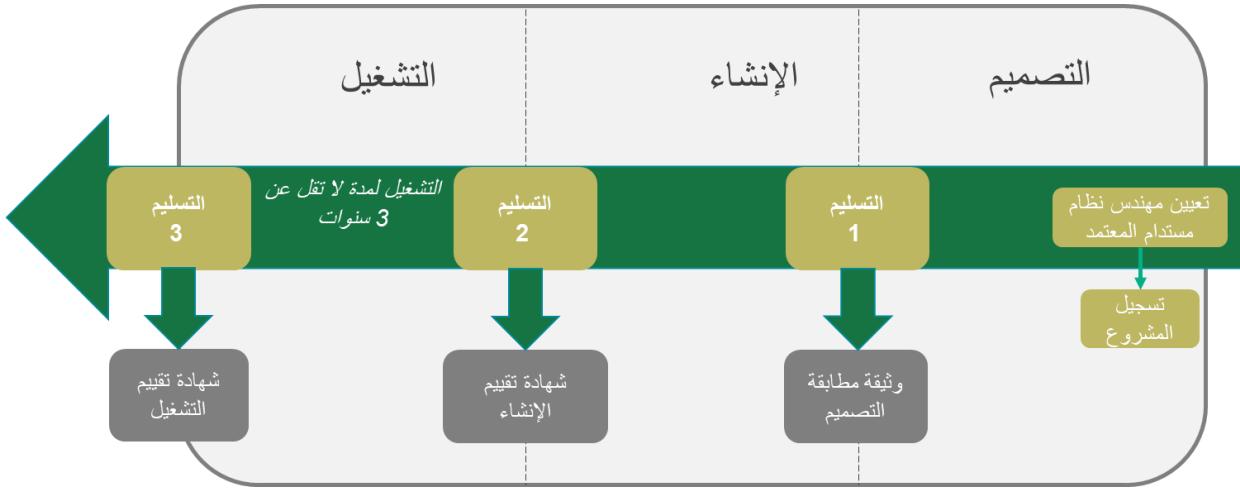 التصميم
الإنشاء
التشغيل
تعيين مهندس نظام
مستدام المعتمد
تسجيل
المشروع
التسليم
1
وثيقة مطابقة
التصميم
التسليم
2
شهادة تقييم
الإنشاء
التشغيل لمدة لا تقل عن
3 سنوات
التسليم
3
شهادة تقييم
التشغيل